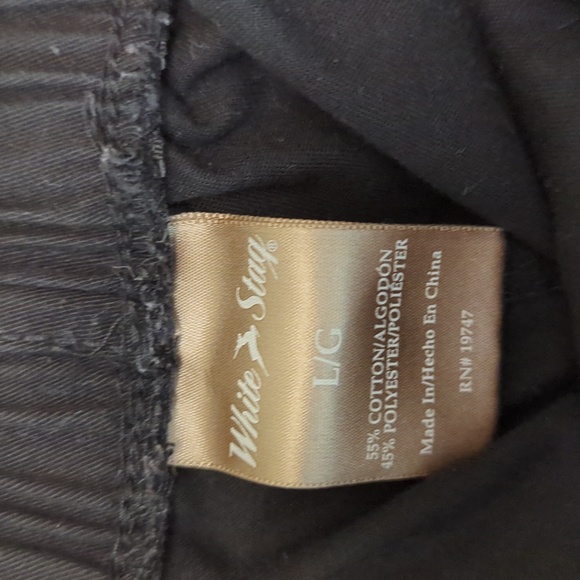 White Stag®
L/G
55% COTTON/ALGODÓN
45% POLYESTER/POLIÉSTER
Made In/Hecho En China
RN# 19747